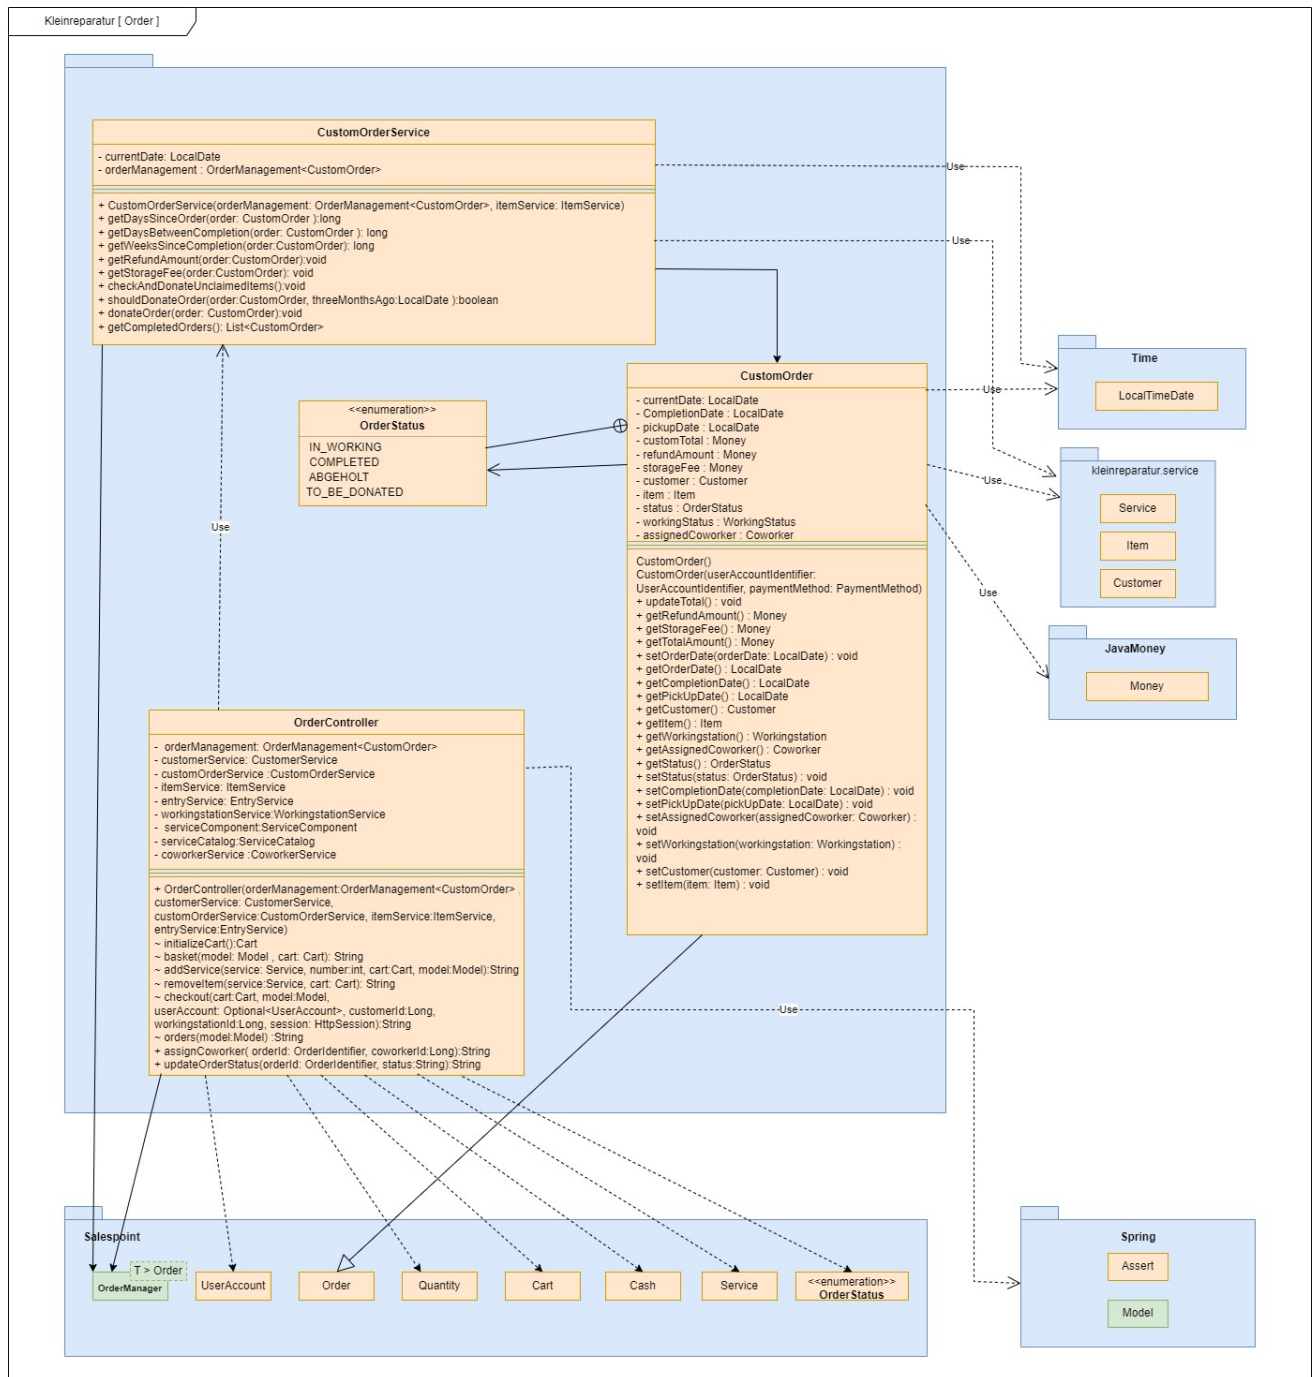 Kleinreparatur [ Order ]
CustomOrderService
- currentDate: LocalDate
- orderManagement : OrderManagement<CustomOrder>
+ CustomOrderService(orderManagement: OrderManagement<CustomOrder>, itemService: ItemService)
+ getDaysSinceOrder(order: CustomOrder ):long
+ getDaysBetweenCompletion(order: CustomOrder ): long
+ getWeeksSinceCompletion(order:CustomOrder): long
+ getRefundAmount(order:CustomOrder):void
+ getStorageFee(order:CustomOrder): void
+ checkAndDonateUnclaimedItems():void
+ shouldDonateOrder(order:CustomOrder, threeMonthsAgo:LocalDate ):boolean
+ donateOrder(order: CustomOrder):void
+ getCompletedOrders(): List<CustomOrder>
Use
Use
<<enumeration>>
OrderStatus
IN_WORKING
COMPLETED
ABGEHOLT
TO_BE_DONATED
CustomOrder
- currentDate: LocalDate
- CompletionDate : LocalDate
- pickupDate : LocalDate
- customTotal : Money
- refundAmount : Money
- storageFee : Money
- customer : Customer
- item : Item
- status : OrderStatus
- workingStatus : WorkingStatus
- assignedCoworker : Coworker
CustomOrder()
CustomOrder(userAccountIdentifier:
UserAccountIdentifier, paymentMethod: PaymentMethod)
+ updateTotal() : void
+ getRefundAmount() : Money
+ getStorageFee() : Money
+ getTotalAmount() : Money
+ setOrderDate(orderDate: LocalDate) : void
+ getOrderDate() : LocalDate
+ getCompletionDate() : LocalDate
+ getPickUpDate() : LocalDate
+ getCustomer() : Customer
+ getItem() : Item
+ getWorkingstation() : Workingstation
+ getAssignedCoworker() : Coworker
+ getStatus() : OrderStatus
+ setStatus(status: OrderStatus) : void
+ setCompletionDate(completionDate: LocalDate) : void
+ setPickUpDate(pickUpDate: LocalDate) : void
+ setAssignedCoworker(assignedCoworker: Coworker) :
void
+ setWorkingstation(workingstation: Workingstation) :
void
+ setCustomer(customer: Customer) : void
+ setItem(item: Item) : void
Use
Use
Use
Use
Time
LocalTimeDate
kleinreparatur.service
Service
Item
Customer
JavaMoney
Money
OrderController
- orderManagement: OrderManagement<CustomOrder>
- customerService: CustomerService
- customOrderService :CustomOrderService
- itemService: ItemService
- entryService: EntryService
- workingstationService:WorkingstationService
- serviceComponent:ServiceComponent
- serviceCatalog:ServiceCatalog
- coworkerService :CoworkerService
+ OrderController(orderManagement:OrderManagement<CustomOrder> ,
customerService: CustomerService,
customOrderService:CustomOrderService, itemService:ItemService,
entryService:EntryService)
~ initializeCart():Cart
~ basket(model: Model , cart: Cart): String
~ addService(service: Service, number:int, cart:Cart, model:Model):String
~ removeItem(service:Service, cart: Cart): String
~ checkout(cart:Cart, model:Model,
userAccount: Optional<UserAccount>, customerId:Long,
workingstationId:Long, session: HttpSession):String
~ orders(model:Model) :String
+ assignCoworker( orderId: OrderIdentifier, coworkerId:Long):String
+ updateOrderStatus(orderId: OrderIdentifier, status:String):String
Use
Salespoint
T > Order
OrderManager
UserAccount
Order
Quantity
Cart
Cash
Service
<<enumeration>>
OrderStatus
Spring
Assert
Model